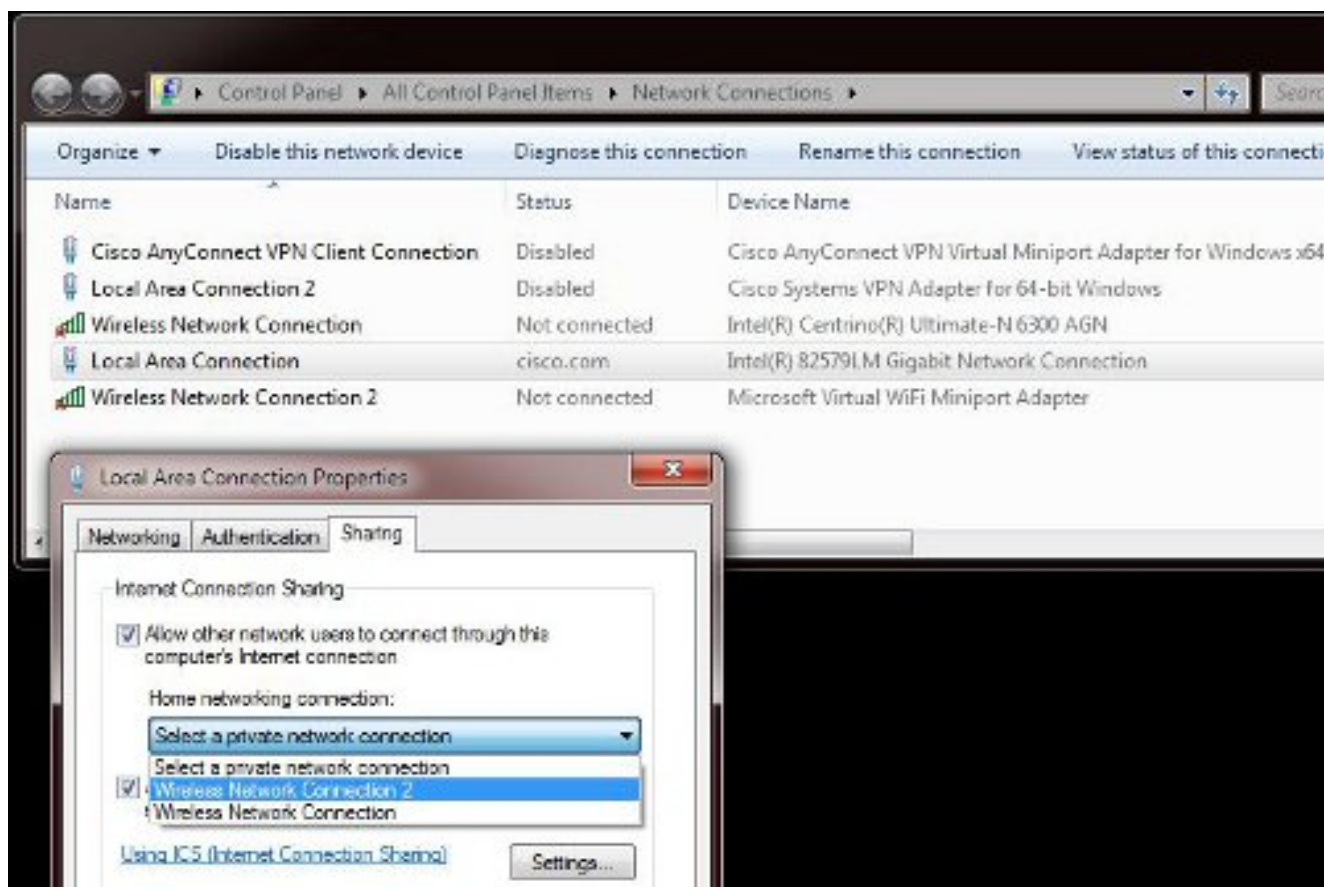 Control Panel ▸ All Control Panel Items ▸ Network Connections ▸
Organize ▾ Disable this network device Diagnose this connection Rename this connection View status of this connecti
Name Status Device Name
Cisco AnyConnect VPN Client Connection Disabled Cisco AnyConnect VPN Virtual Miniport Adapter for Windows x64
Local Area Connection 2 Disabled Cisco Systems VPN Adapter for 64-bit Windows
Wireless Network Connection Not connected Intel(R) Centrino(R) Ultimate-N 6300 AGN
Local Area Connection cisco.com Intel(R) 82579LM Gigabit Network Connection
Wireless Network Connection 2 Not connected Microsoft Virtual WiFi Miniport Adapter
Local Area Connection Properties
Networking Authentication Sharing
Internet Connection Sharing
Allow other network users to connect through this
computer's Internet connection
Home networking connection:
Select a private network connection
Select a private network connection
Wireless Network Connection 2
Wireless Network Connection
Using ICS (Internet Connection Sharing) Settings...